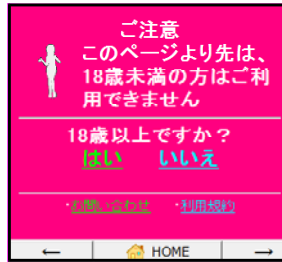 ご注意
このページより先は、
18歳未満の方はご利
用できません
18歳以上ですか？
はい いいえ
・お問い合わせ ・利用規約
← HOME →